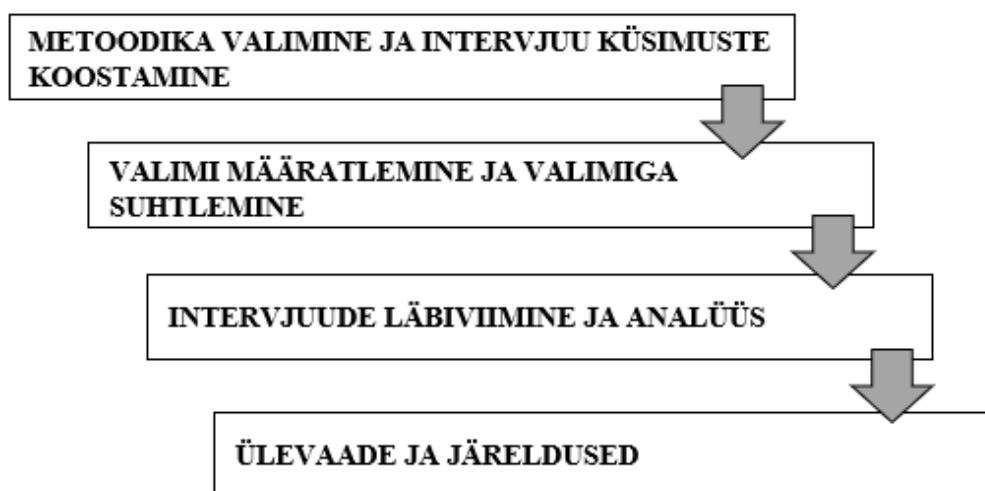 METOODIKA VALIMINE JA INTERVJUU KÜSIMUSTE
KOOSTAMINE
VALIMI MÄÄRATLEMINE JA VALIMIGA
SUHTLEMINE
INTERVJUUDE LÄBIVIIMINE JA ANALÜÜS
ÜLEVAADE JA JÄRELDUSED